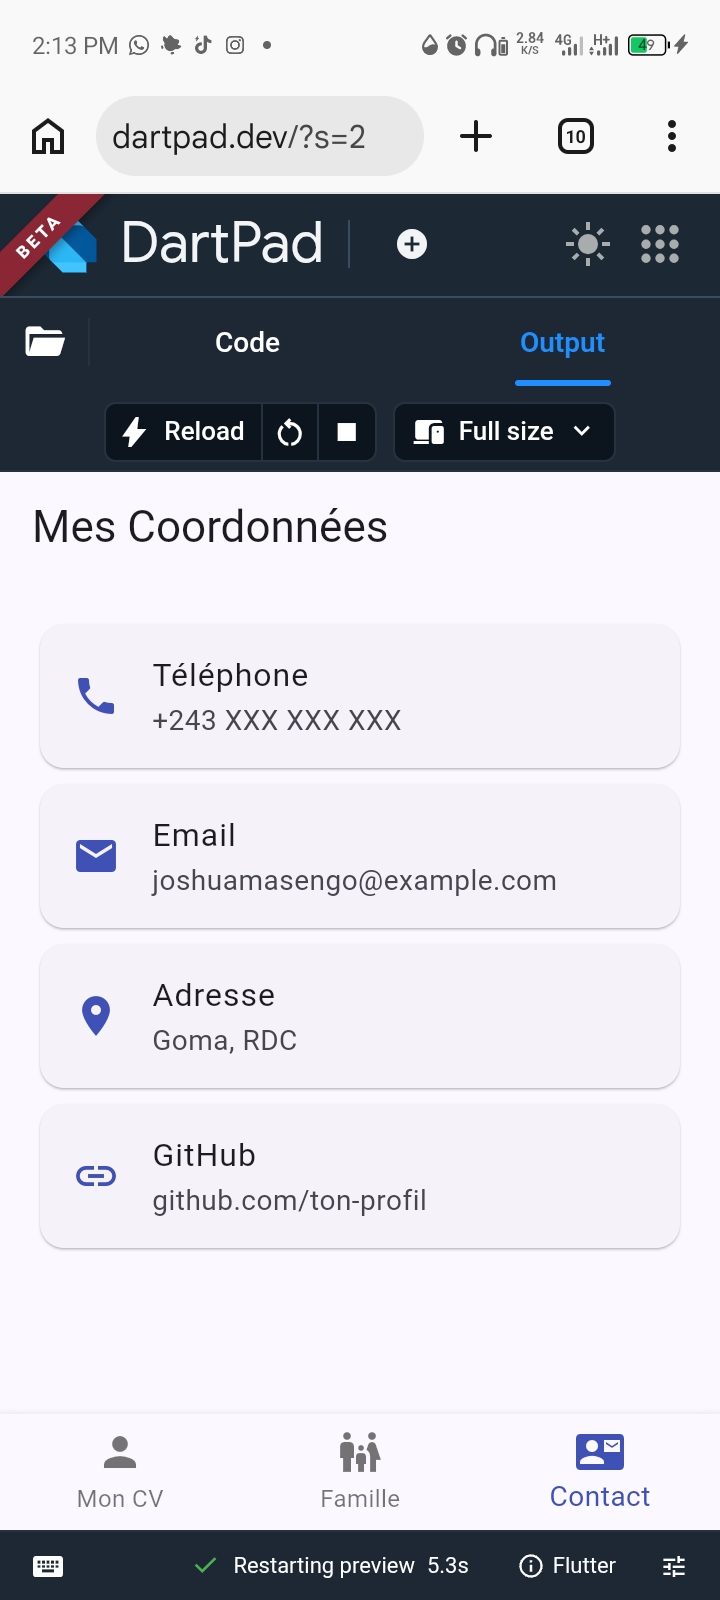 2:13 PM 2.84 K/S 4G H+ 49
dartpad.dev/?s=2 10
BETA DartPad
Code Output
Reload Full size
Mes Coordonnées
Téléphone
+243 XXX XXX XXX
Email
joshuamasengo@example.com
Adresse
Goma, RDC
GitHub
github.com/ton-profil
Mon CV Famille Contact
Restarting preview 5.3s Flutter